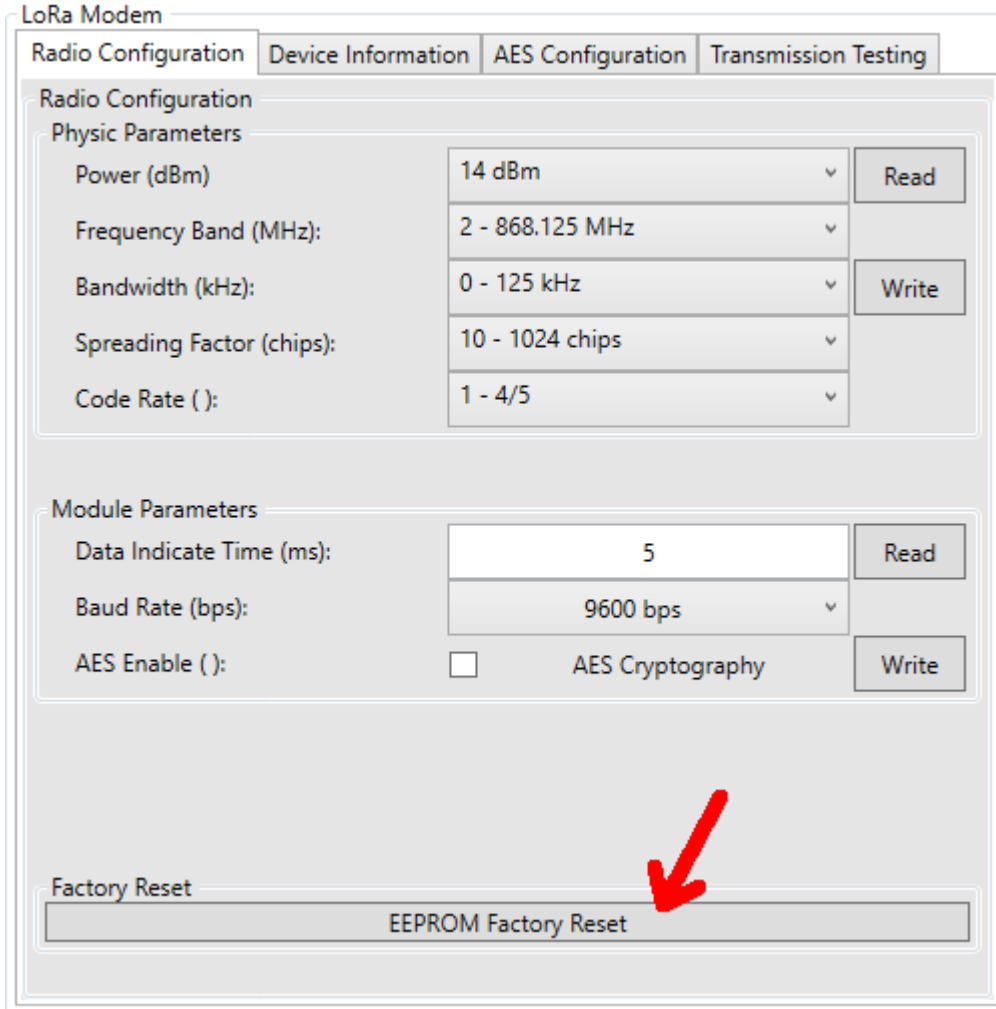 LoRa Modem
Radio Configuration Device Information AES Configuration Transmission Testing
Radio Configuration
Physic Parameters
Power (dBm) 14 dBm Read
Frequency Band (MHz): 2 - 868.125 MHz
Bandwidth (kHz): 0 - 125 kHz Write
Spreading Factor (chips): 10 - 1024 chips
Code Rate ( ): 1 - 4/5
Module Parameters
Data Indicate Time (ms): 5 Read
Baud Rate (bps): 9600 bps
AES Enable ( ): AES Cryptography Write
Factory Reset
EEPROM Factory Reset